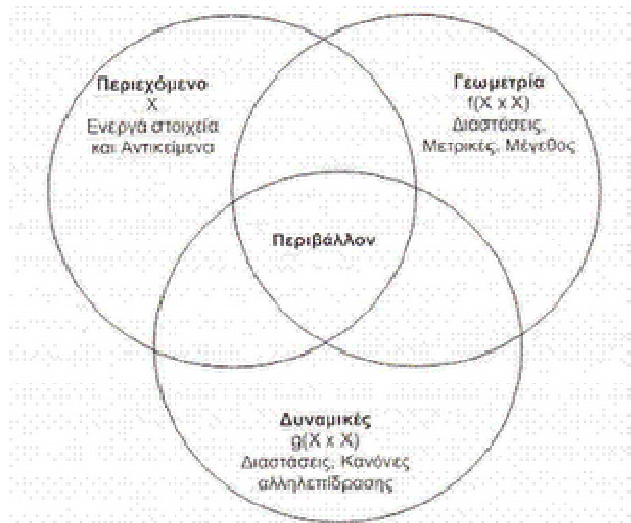 Περιεχόμενο
X
Ενεργά στοιχεία
και Αντικείμενα
Γεωμετρία
f(X x X)
Διαστάσεις,
Μετρικές, Μέγεθος
Περιβάλλον
Δυναμικές
g(X x X)
Διαστάσεις, Κανόνες
αλληλεπίδρασης